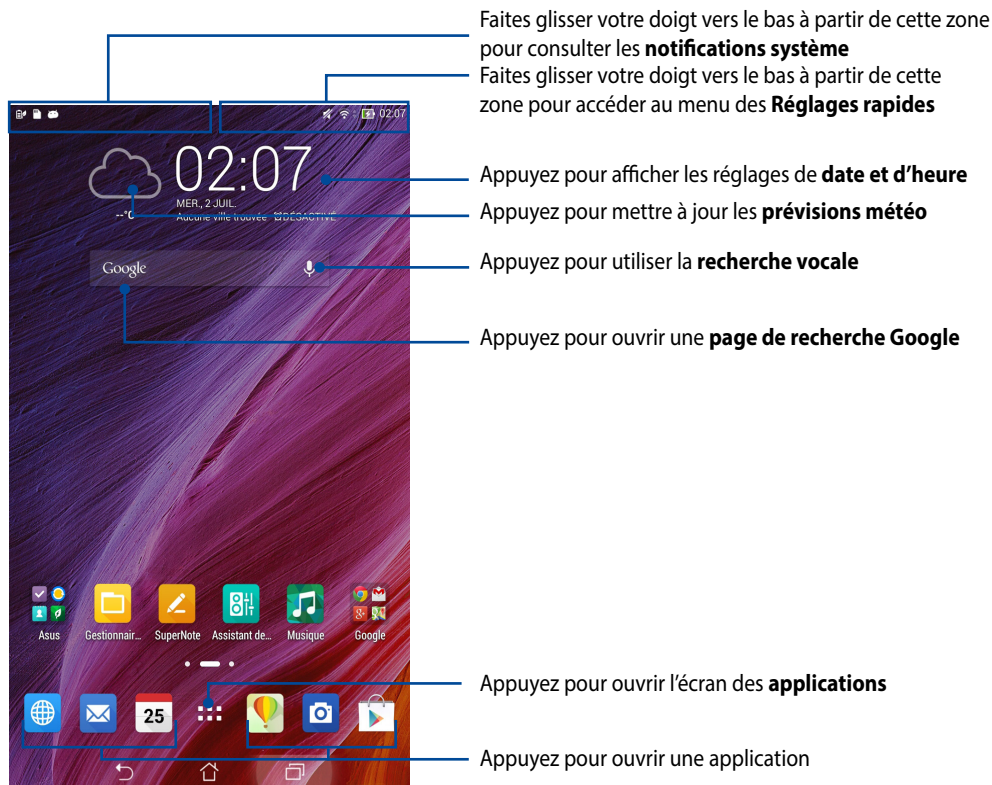 Faites glisser votre doigt vers le bas à partir de cette zone
pour consulter les notifications système
Faites glisser votre doigt vers le bas à partir de cette
zone pour accéder au menu des Réglages rapides
02:07
02:07
MER., 2 JUIL.
--°C
Aucune ville trouvée DÉSACTIVÉ
Appuyez pour afficher les réglages de date et d'heure
Appuyez pour mettre à jour les prévisions météo
Google
Appuyez pour utiliser la recherche vocale
Appuyez pour ouvrir une page de recherche Google
Asus
Gestionnair...
SuperNote
Assistant de...
Musique
Google
25
Appuyez pour ouvrir l’écran des applications
Appuyez pour ouvrir une application